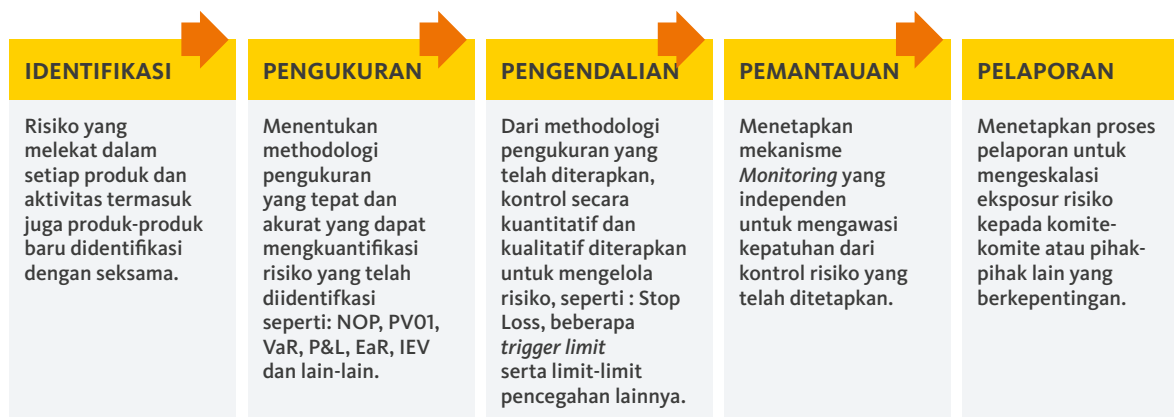 IDENTIFIKASI
Risiko yang
melekat dalam
setiap produk dan
aktivitas termasuk
juga produk-produk
baru didentifikasi
dengan seksama.
PENGUKURAN
Menentukan
methodologi
pengukuran
yang tepat dan
akurat yang dapat
mengkuantifikasi
risiko yang telah
diidentifkasi
seperti: NOP, PV01,
VaR, P&L, EaR, IEV
dan lain-lain.
PENGENDALIAN
Dari methodologi
pengukuran yang
telah diterapkan,
kontrol secara
kuantitatif dan
kualitatif diterapkan
untuk mengelola
risiko, seperti : Stop
Loss, beberapa
trigger limit
serta limit-limit
pencegahan lainnya.
PEMANTAUAN
Menetapkan
mekanisme
Monitoring yang
independen
untuk mengawasi
kepatuhan dari
kontrol risiko yang
telah ditetapkan.
PELAPORAN
Menetapkan proses
pelaporan untuk
mengeskalasi
eksposur risiko
kepada komite-
komite atau pihak-
pihak lain yang
berkepentingan.